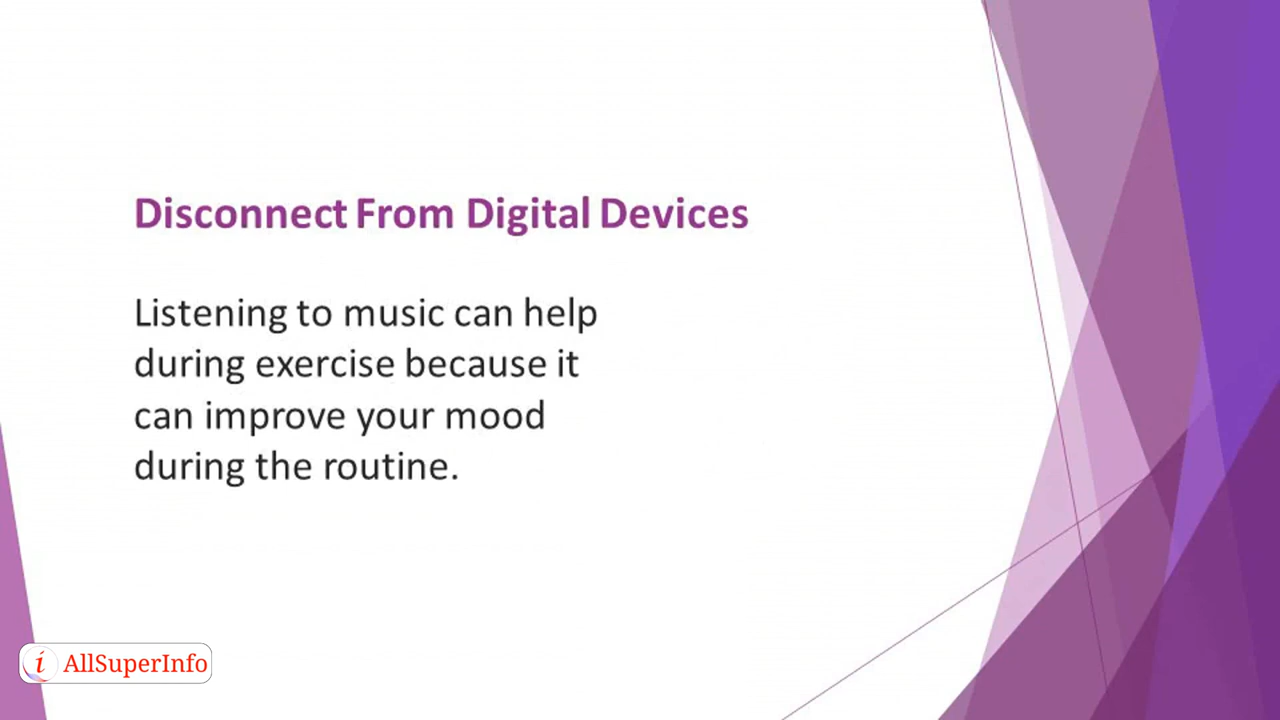 Disconnect From Digital Devices
Listening to music can help
during exercise because it
can improve your mood
during the routine.
i AllSuperInfo